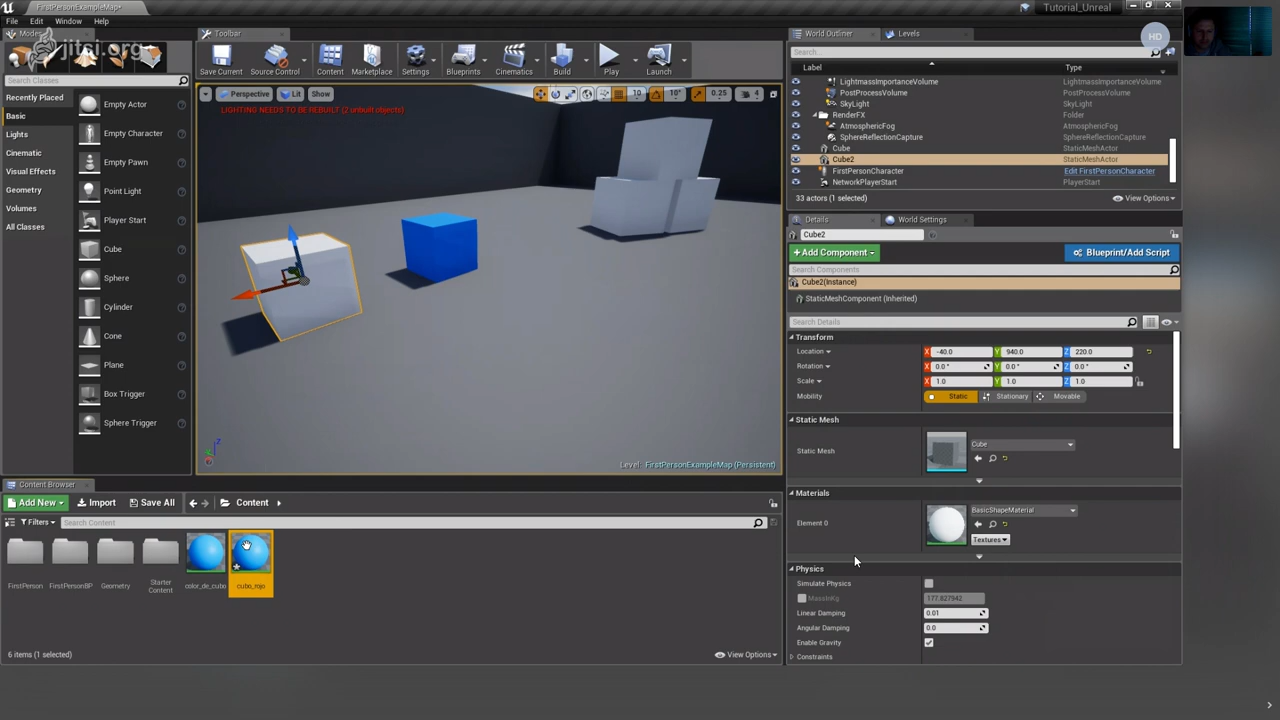 FirstPersonExampleMap*
Tutorial_Unreal
File Edit Window Help
HD
jitsi.org
Modes
Toolbar
World Outliner
Levels
Search Classes
Save Current
Source Control
Content
Marketplace
Settings
Blueprints
Cinematics
Build
Play
Launch
Search...
Label
Type
Recently Placed
Basic
Lights
Cinematic
Visual Effects
Geometry
Volumes
All Classes
Empty Actor
Empty Character
Empty Pawn
Point Light
Player Start
Cube
Sphere
Cylinder
Cone
Plane
Box Trigger
Sphere Trigger
Perspective
Lit
Show
10
10°
0.25
4
LIGHTING NEEDS TO BE REBUILT (2 unbuilt objects)
Level: FirstPersonExampleMap (Persistent)
LightmassImportanceVolume LightmassImportanceVolume
PostProcessVolume PostProcessVolume
SkyLight SkyLight
RenderFX Folder
AtmosphericFog AtmosphericFog
SphereReflectionCapture SphereReflectionCapture
Cube StaticMeshActor
Cube2 StaticMeshActor
FirstPersonCharacter Edit FirstPersonCharacter
NetworkPlayerStart PlayerStart
33 actors (1 selected)
View Options
Details
World Settings
Cube2
+ Add Component
Blueprint/Add Script
Search Components
Cube2(Instance)
StaticMeshComponent (Inherited)
Search Details
Transform
Location X -40.0 Y 940.0 Z 220.0
Rotation X 0.0 ° Y 0.0 ° Z 0.0 °
Scale X 1.0 Y 1.0 Z 1.0
Mobility Static Stationary Movable
Static Mesh
Static Mesh
Cube
Materials
Element 0
BasicShapeMaterial
Textures
Physics
Simulate Physics
MassInKg 177.827942
Linear Damping 0.01
Angular Damping 0.0
Enable Gravity
Constraints
Content Browser
Add New
Import
Save All
Content
Filters
Search Content
FirstPerson
FirstPersonBP
Geometry
Starter
Content
color_de_cubo
cubo_rojo
6 items (1 selected)
View Options